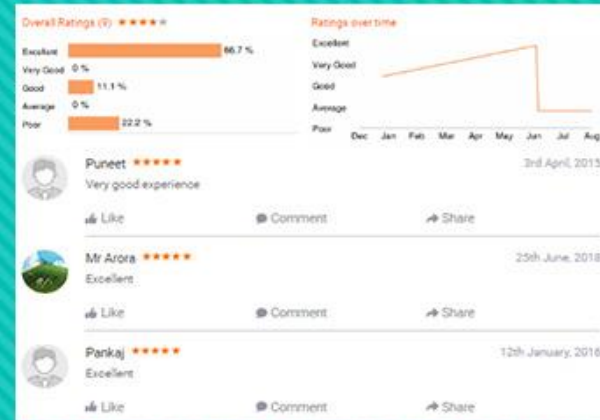 Overall Ratings (9) ★★★★★
Excellent 66.7 %
Very Good 0 %
Good 11.1 %
Average 0 %
Poor 22.2 %
Ratings over time
Excellent
Very Good
Good
Average
Poor
Dec Jan Feb Mar Apr May Jun Jul Aug
Puneet ★★★★★ 3rd April, 2015
Very good experience
Like Comment Share
Mr Arora ★★★★★ 25th June, 2018
Excellent
Like Comment Share
Pankaj ★★★★★ 12th January, 2016
Excellent
Like Comment Share